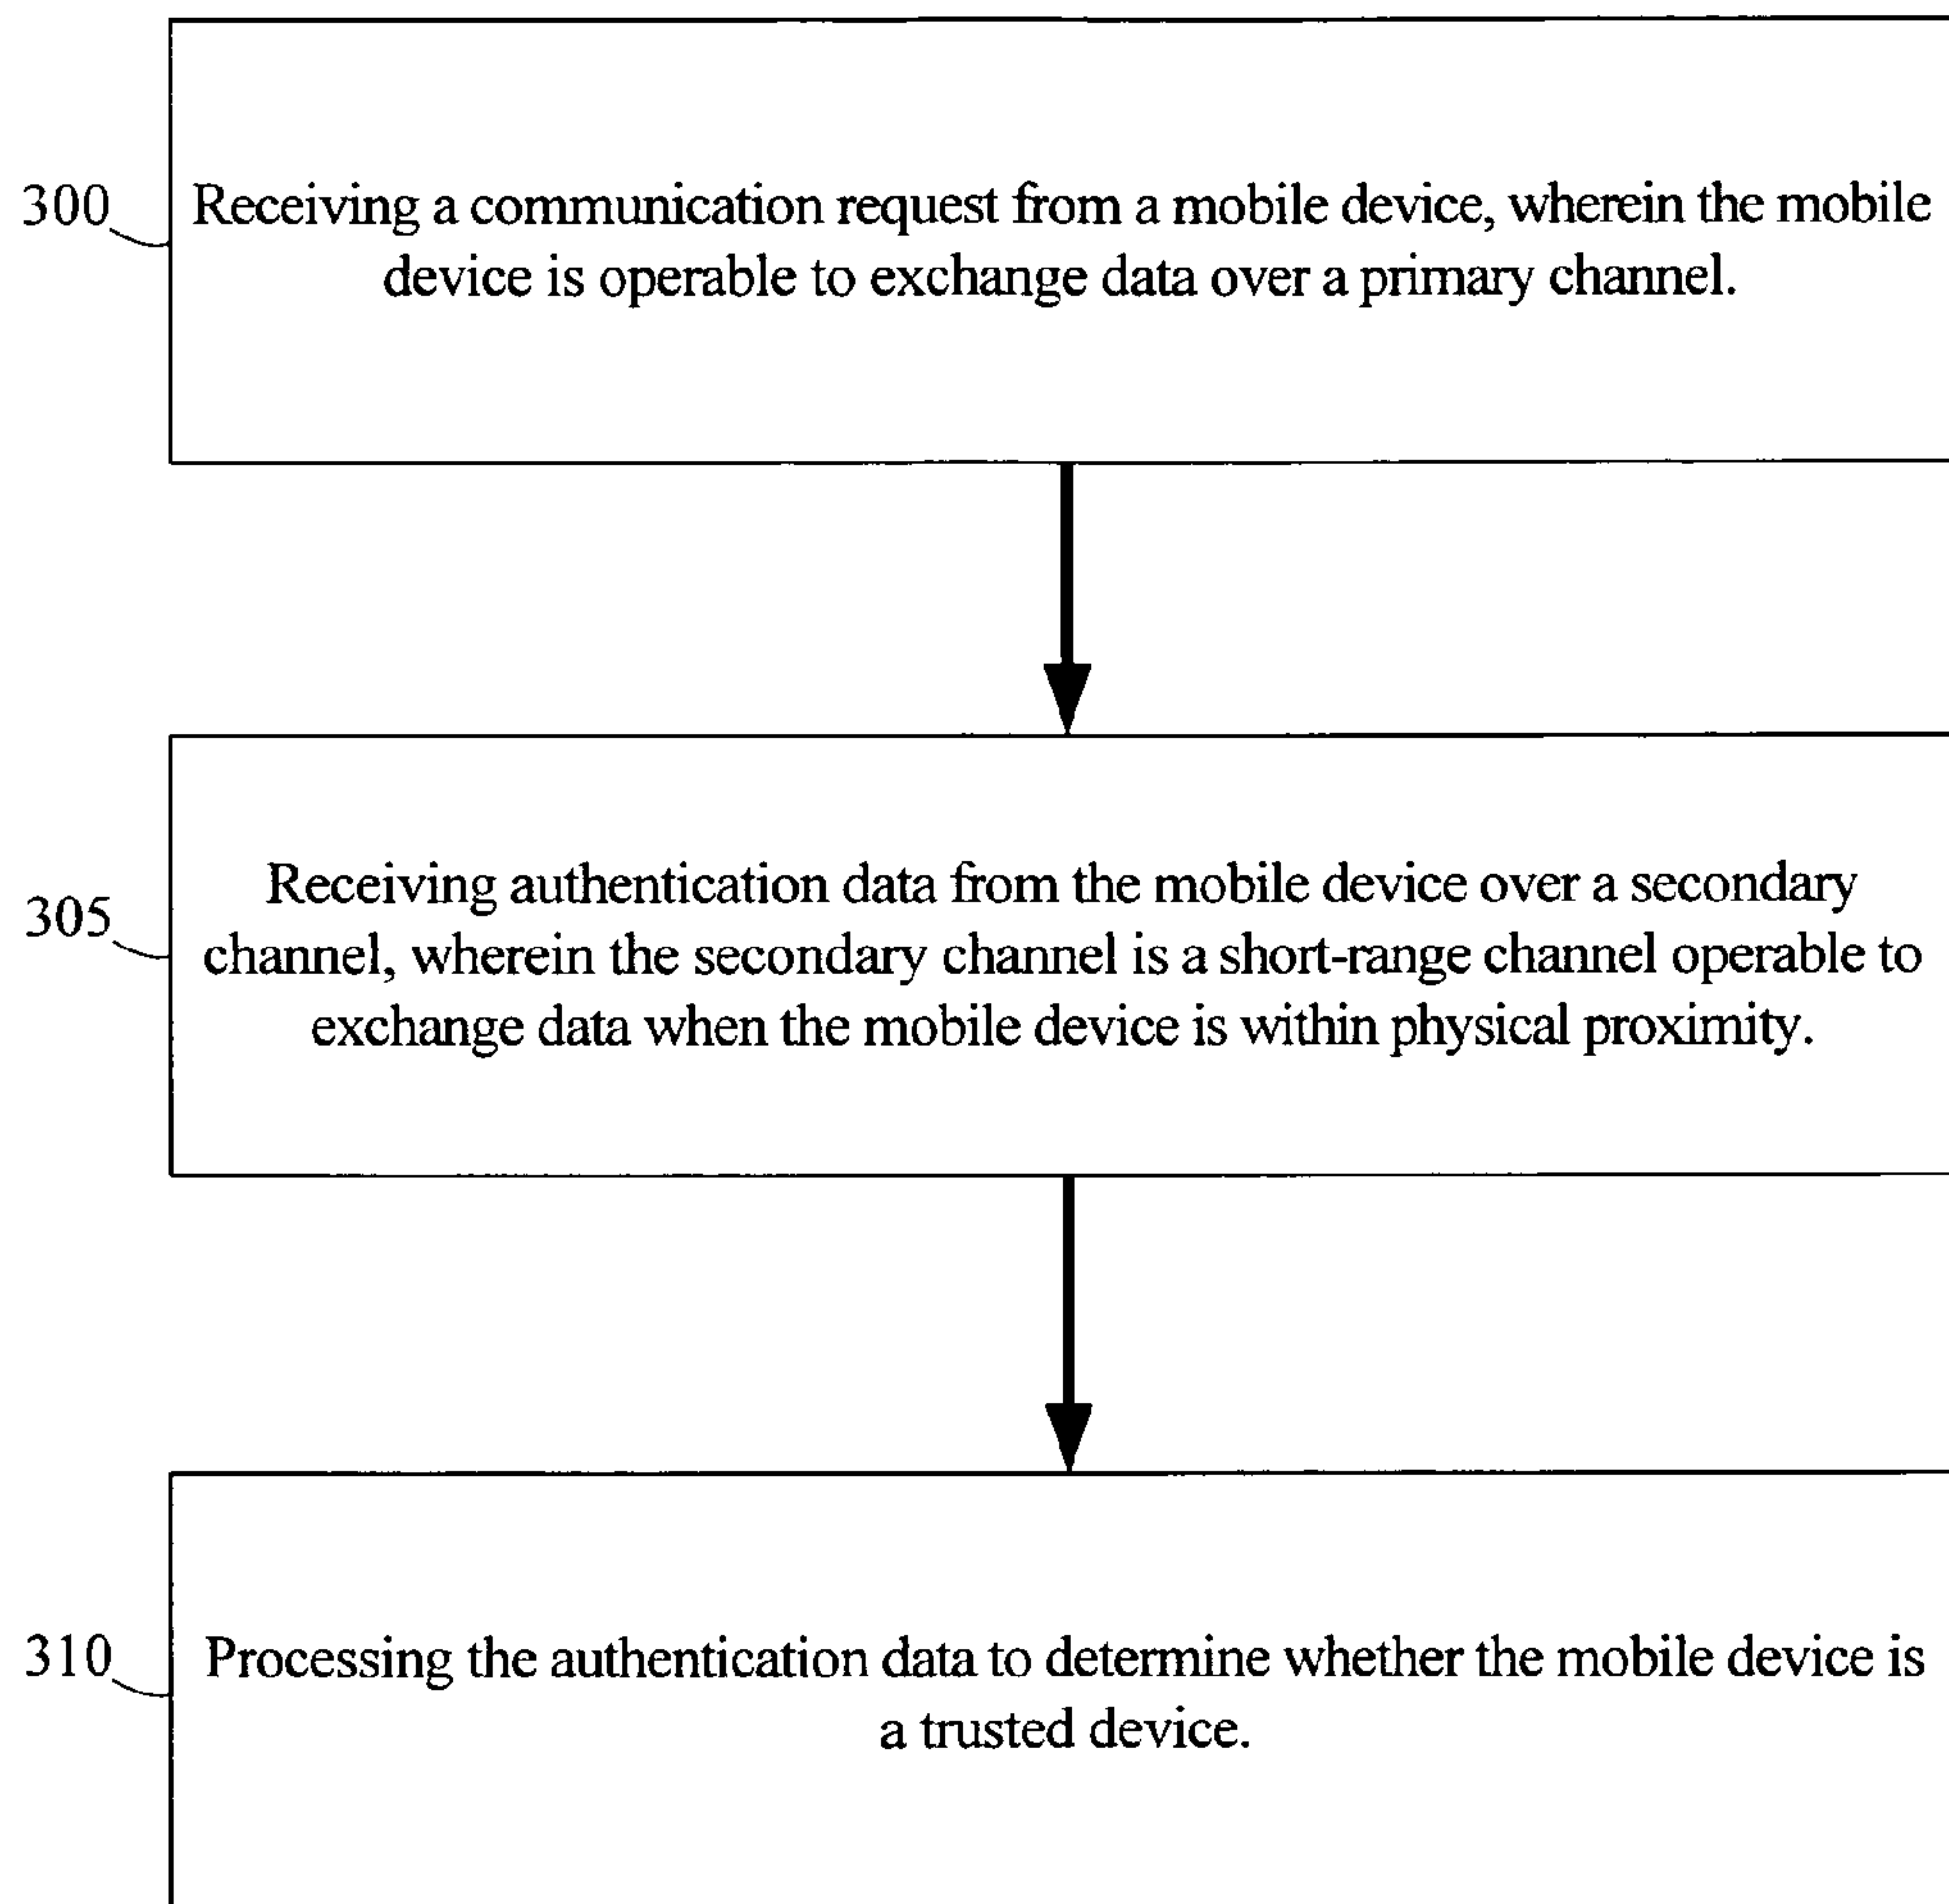 300
Receiving a communication request from a mobile device, wherein the mobile
device is operable to exchange data over a primary channel.
305
Receiving authentication data from the mobile device over a secondary
channel, wherein the secondary channel is a short-range channel operable to
exchange data when the mobile device is within physical proximity.
310
Processing the authentication data to determine whether the mobile device is
a trusted device.